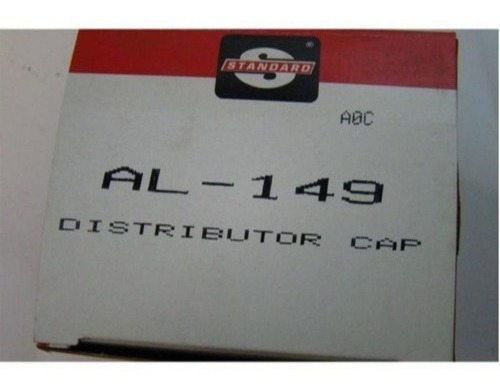 STANDARD
®
A0C
AL-149
DISTRIBUTOR CAP